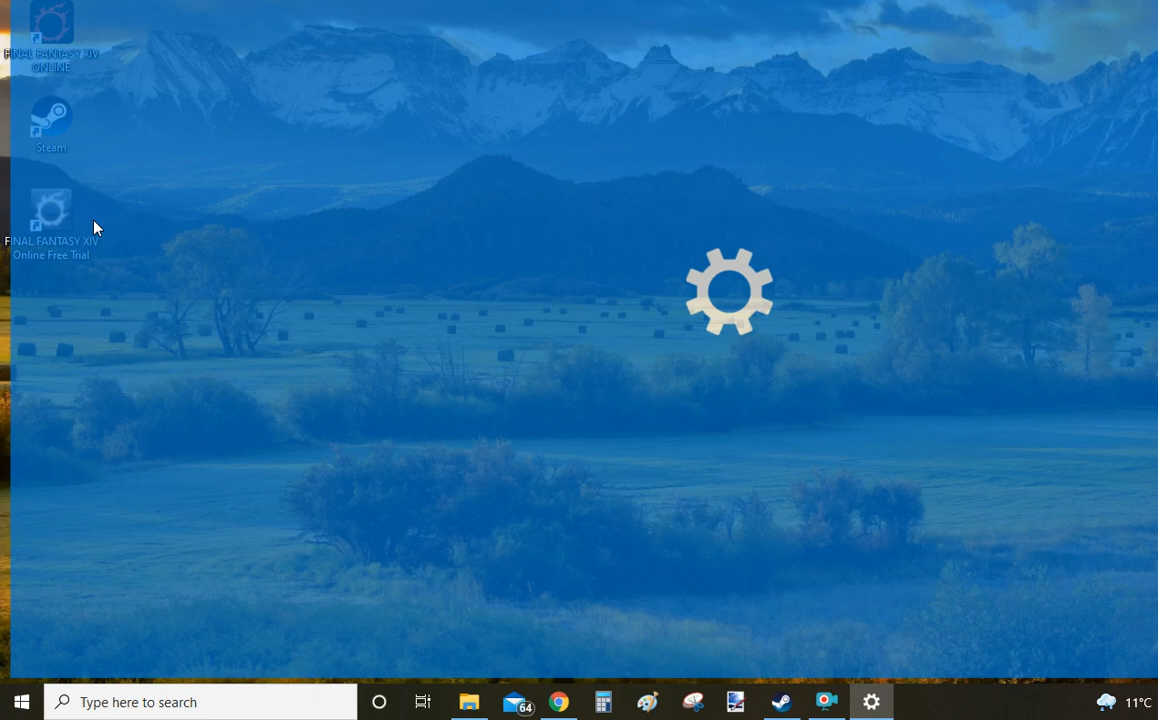 FINAL FANTASY XIV
ONLINE
Steam
FINAL FANTASY XIV
Online Free Trial
Type here to search
64
11°C